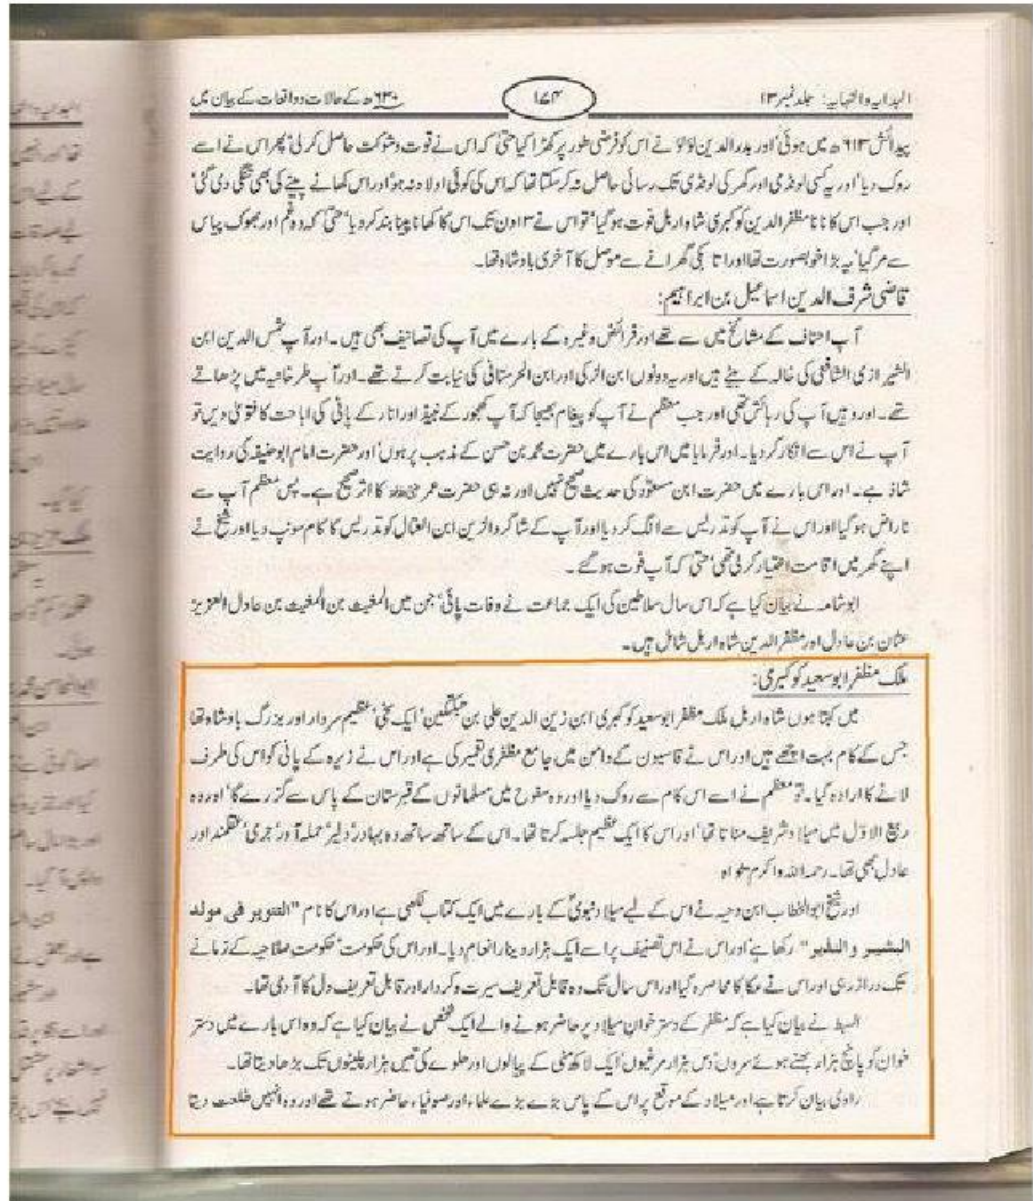 البدایہ والنہایہ: جلد نمبر ۱۳
۱۷۴
۶۳۰ھ کے حالات و واقعات کے بیان میں
پیدائش ۶۱۳ھ میں ہوئی اور بدرالدین لؤلؤ نے اس کو فرضی طور پر کھڑا کیا حتیٰ کہ اس نے قوت و شوکت حاصل کر لی پھر اس نے اسے
روک دیا اور یہ کسی لونڈی اور گھر کی لونڈی تک رسائی حاصل نہ کر سکتا تھا کہ اس کی کوئی اولاد نہ ہو اور اس کھانے پینے کی بھی تنگی دی گئی
اور جب اس کا نانا مظفر الدین کوکبری شاہ اربل فوت ہو گیا تو اس نے ۱۳ دن تک اس کا کھانا پینا بند کر دیا حتیٰ کہ وہ غم اور بھوک پیاس
سے مر گیا یہ بڑا خوبصورت تھا اور اتابکی گھرانے سے موصل کا آخری بادشاہ تھا۔
قاضی شرف الدین اسماعیل بن ابراہیم:
آپ احناف کے مشائخ میں سے تھے اور فرائض وغیرہ کے بارے میں آپ کی تصانیف بھی ہیں۔ اور آپ شمس الدین ابن
الشیرازی الشافعی کی خالہ کے بیٹے ہیں اور یہ دونوں ابن الزکی اور ابن الحرستانی کی نیابت کرتے تھے۔ اور آپ طرخانیہ میں پڑھاتے
تھے۔ اور وہیں آپ کی رہائش تھی اور جب معظم نے آپ کو پیغام بھیجا کہ آپ کھجور کے نبیذ اور انار کے پانی کی اباحت کا فتویٰ دیں تو
آپ نے اس سے انکار کر دیا۔ اور فرمایا میں اس بارے میں حضرت محمد بن حسن کے مذہب پر ہوں اور حضرت امام ابوحنیفہ کی روایت
شاذ ہے۔ اور اس بارے میں حضرت ابن مسعودؓ کی حدیث صحیح نہیں اور نہ ہی حضرت عمر کا اثر صحیح ہے۔ پس معظم آپ سے
ناراض ہو گیا اور اس نے آپ کو تدریس سے الگ کر دیا اور آپ کے شاگرد الزین ابن العتال کو تدریس کا کام سونپ دیا اور شیخ نے
اپنے گھر میں اقامت اختیار کر لی تھی حتیٰ کہ آپ فوت ہو گئے۔
ابوشامہ نے بیان کیا ہے کہ اس سال سلاطین کی ایک جماعت نے وفات پائی جن میں المغیث بن المغیث بن عادل العزیز
عثمان بن عادل اور مظفر الدین شاہ اربل شامل ہیں۔
ملک مظفر ابوسعید کوکبری:
میں کہتا ہوں شاہ اربل ملک مظفر ابوسعید کوکبری ابن زین الدین علی بن تبکتکین ایک سخی عظیم سردار اور بزرگ بادشاہ تھا
جس کے کام بہت اچھے ہیں اور اس نے قاسیون کے دامن میں جامع مظفری تعمیر کی ہے اور اس نے زیرہ کے پانی کو اس کی طرف
لانے کا ارادہ کیا۔ تو معظم نے اسے اس کام سے روک دیا اور وہ مفوح میں مسلمانوں کے قبرستان کے پاس سے گزرے گا اور وہ
ربیع الاول میں میلاد شریف مناتا تھا اور اس کا ایک عظیم جلسہ کرتا تھا۔ اس کے ساتھ ساتھ وہ بہادر دلیر حملہ آور جری عقلمند اور
عادل بھی تھا۔ رحمہ اللہ واکرم مثواہ
اور شیخ ابوالخطاب ابن دحیہ نے اس کے لیے میلاد نبویؐ کے بارے میں ایک کتاب لکھی ہے اور اس کا نام "التنویر فی مولد
البشیر والنذیر" رکھا ہے اور اس نے اس تصنیف پر اسے ایک ہزار دینار انعام دیا۔ اور اس کی حکومت حکومت صلاحیہ کے زمانے
تک دراز رہی اور اس نے عکا کا محاصرہ کیا اور اس سال تک وہ قابل تعریف سیرت و کردار اور قابل تعریف دل کا آدمی تھا۔
السبط نے بیان کیا ہے کہ مظفر کے دسترخوان میلاد پر حاضر ہونے والے ایک شخص نے بیان کیا ہے کہ وہ اس بارے میں دستر
خوان کو پانچ ہزار بھنے ہوئے سروں دس ہزار مرغیوں ایک لاکھ مٹی کے پیالوں اور حلوے کی تیس ہزار پلیٹوں تک بڑھا دیتا تھا۔
راوی بیان کرتا ہے اور میلاد کے موقع پر اس کے پاس بڑے بڑے علماء اور صوفیاء حاضر ہوتے تھے اور وہ انہیں خلعت دیتا